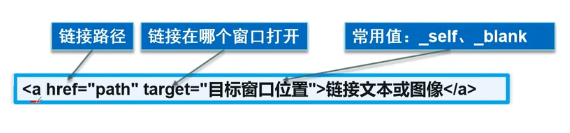 链接路径
链接在哪个窗口打开
常用值：_self、_blank
<a href="path" target="目标窗口位置">链接文本或图像</a>